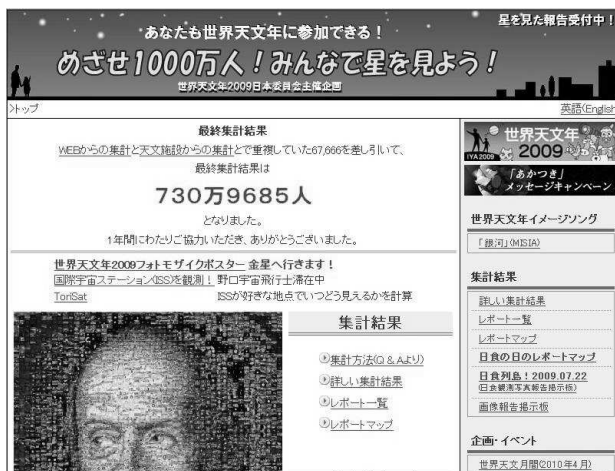 星を見た報告受付中！
あなたも世界天文年に参加できる！
めざせ1000万人！みんなで星を見よう！
世界天文年2009日本委員会主催企画
>トップ
英語(English
最終集計結果
WEBからの集計と天文施設からの集計とで重複していた67,666を差し引いて、
最終集計結果は
730万9685人
となりました。
1年間にわたりご協力いただき、ありがとうございました。
世界天文年2009フォトモザイクポスター 金星へ行きます！
国際宇宙ステーション(ISS)を観測！ 野口宇宙飛行士滞在中
ToriSat ISSが好きな地点でいつどう見えるかを計算
集計結果
集計方法(Q & Aより)
詳しい集計結果
レポート一覧
レポートマップ
世界天文年
2009
IYA2009
「あかつき」
メッセージキャンペーン
世界天文年イメージソング
「銀河」(MISIA)
集計結果
詳しい集計結果
レポート一覧
レポートマップ
日食の日のレポートマップ
日食列島！2009.07.22
(日食観測写真報告掲示板)
画像報告掲示板
企画・イベント
世界天文月間(2010年4月)